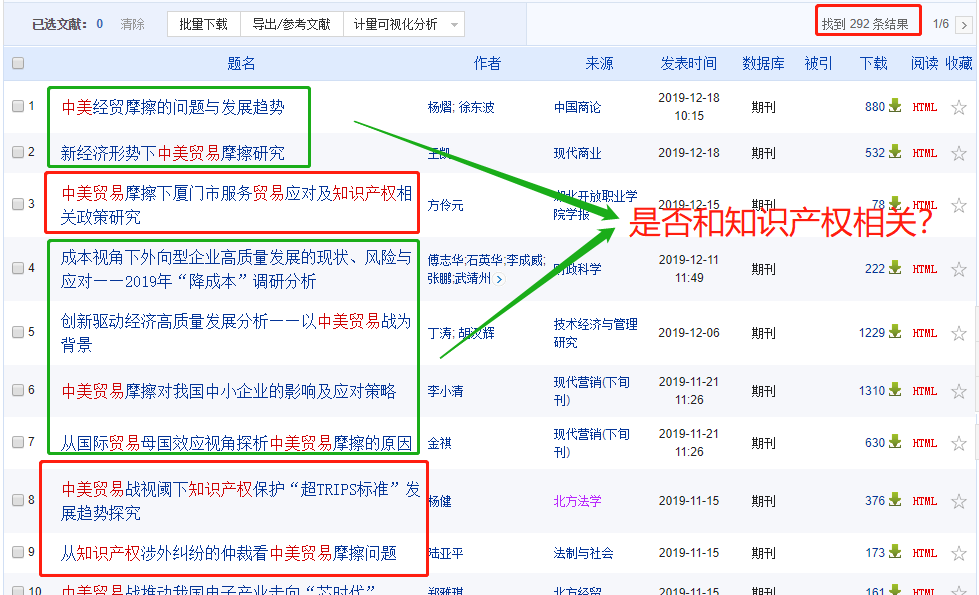 已选文献： 0 清除 批量下载 导出/参考文献 计量可视化分析 找到 292 条结果 1/6 >
题名 作者 来源 发表时间 数据库 被引 下载 阅读 收藏
1 中美经贸摩擦的问题与发展趋势 杨熠; 徐东波 中国商论 2019-12-18 10:15 期刊 880 HTML
2 新经济形势下中美贸易摩擦研究 王凯 现代商业 2019-12-18 期刊 532 HTML
3 中美贸易摩擦下厦门市服务贸易应对及知识产权相
关政策研究 方伶元 湖北开放职业学
院学报 2019-12-15 期刊 78 HTML
是否和知识产权相关？
4 成本视角下外向型企业高质量发展的现状、风险与
应对——2019年“降成本”调研分析 傅志华;石英华;李成威;
张鹏;武靖州 > 财政科学 2019-12-11
11:49 期刊 222 HTML
5 创新驱动经济高质量发展分析——以中美贸易战为
背景 丁涛; 胡汉辉 技术经济与管理
研究 2019-12-06 期刊 1229 HTML
6 中美贸易摩擦对我国中小企业的影响及应对策略 李小清 现代营销(下旬
刊) 2019-11-21
11:26 期刊 1310 HTML
7 从国际贸易母国效应视角探析中美贸易摩擦的原因 金祺 现代营销(下旬
刊) 2019-11-21
11:26 期刊 630 HTML
8 中美贸易战视阈下知识产权保护“超TRIPS标准”发
展趋势探究 杨健 北方法学 2019-11-15 期刊 376 HTML
9 从知识产权涉外纠纷的仲裁看中美贸易摩擦问题 陆亚平 法制与社会 2019-11-15 期刊 173 HTML
10 中美贸易战推动我国电子产业走向“芯时代” 郑雅琪 北方经贸 2019-11-15 期刊 161 HTML